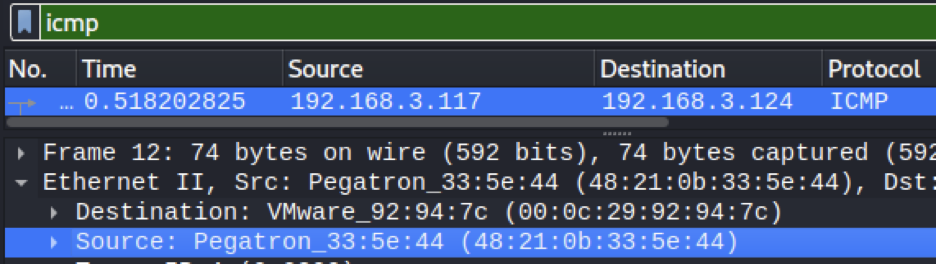 icmp
No. Time Source Destination Protocol
... 0.518202825 192.168.3.117 192.168.3.124 ICMP
Frame 12: 74 bytes on wire (592 bits), 74 bytes captured (592
Ethernet II, Src: Pegatron_33:5e:44 (48:21:0b:33:5e:44), Dst:
Destination: VMware_92:94:7c (00:0c:29:92:94:7c)
Source: Pegatron_33:5e:44 (48:21:0b:33:5e:44)